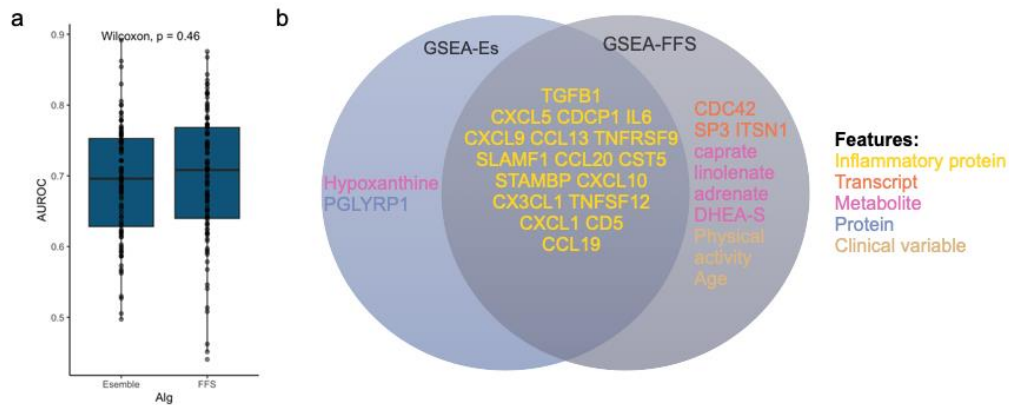 a
Wilcoxon, p = 0.46
0.9
0.8
0.7
0.6
0.5
AUROC
Esemble
FFS
Alg
b
GSEA-Es
GSEA-FFS
Hypoxanthine
PGLYRP1
TGFB1
CXCL5 CDCP1 IL6
CXCL9 CCL13 TNFRSF9
SLAMF1 CCL20 CST5
STAMBP CXCL10
CX3CL1 TNFSF12
CXCL1 CD5
CCL19
CDC42
SP3 ITSN1
caprate
linolenate
adrenate
DHEA-S
Physical
activity
Age
Features:
Inflammatory protein
Transcript
Metabolite
Protein
Clinical variable